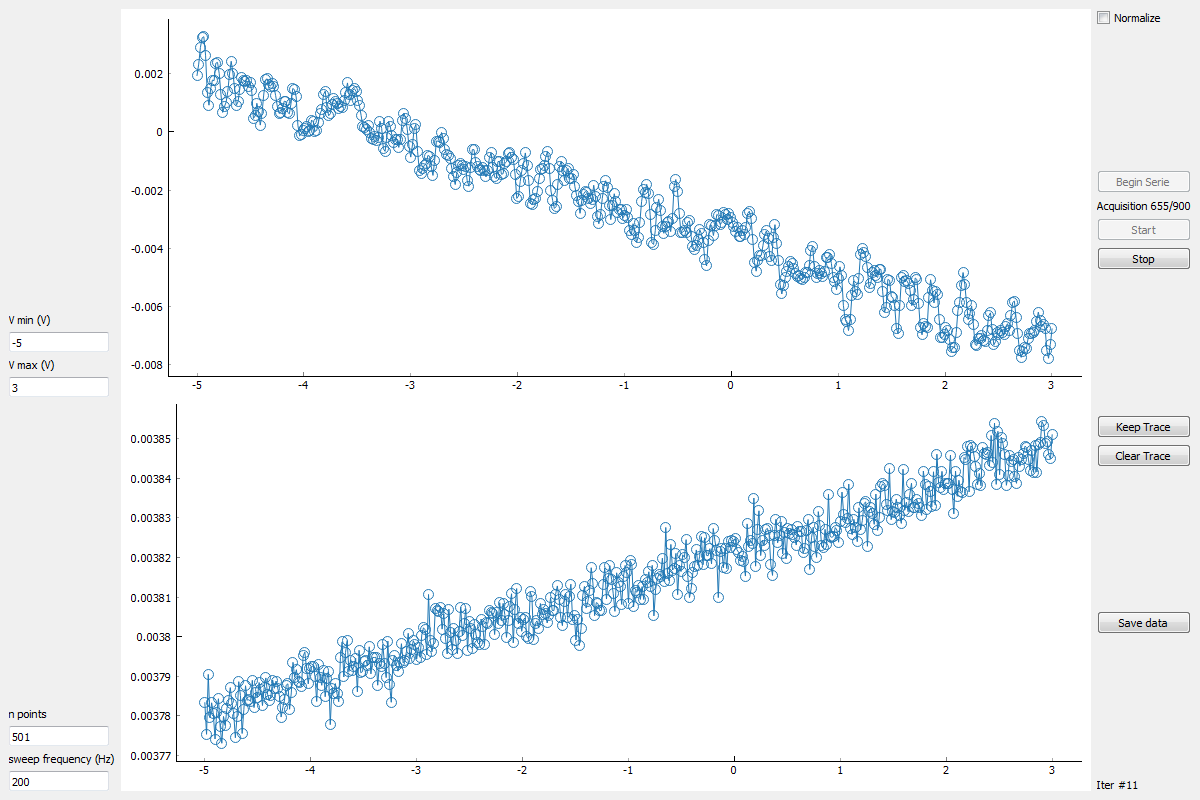 Normalize
0.002
0
-0.002
-0.004
-0.006
-0.008
-5 -4 -3 -2 -1 0 1 2 3
Begin Serie
Acquisition 655/900
Start
Stop
V min (V)
-5
V max (V)
3
0.00385
0.00384
0.00383
0.00382
0.00381
0.0038
0.00379
0.00378
0.00377
-5 -4 -3 -2 -1 0 1 2 3
Keep Trace
Clear Trace
Save data
n points
501
sweep frequency (Hz)
200
Iter #11